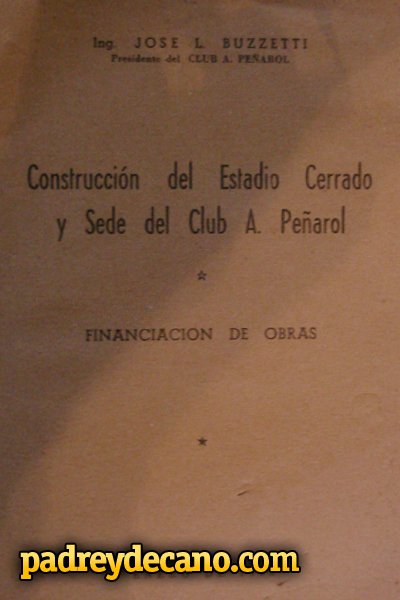 Ing. JOSE L. BUZZETTI
Presidente del CLUB A. PEÑAROL
Construcción del Estadio Cerrado
y Sede del Club A. Peñarol
*
FINANCIACION DE OBRAS
*
padreydecano.com